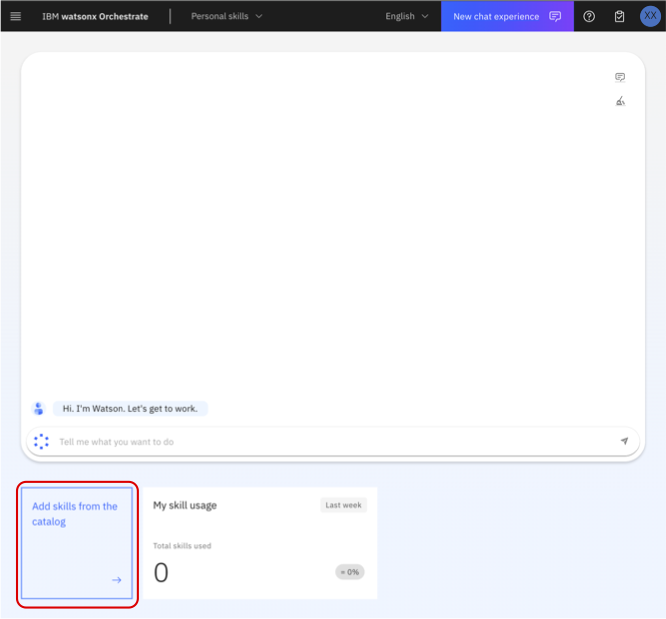 IBM watsonx Orchestrate
Personal skills
English
New chat experience
XX
Hi. I'm Watson. Let's get to work.
Tell me what you want to do
Add skills from the
catalog
My skill usage
Last week
Total skills used
0
= 0%